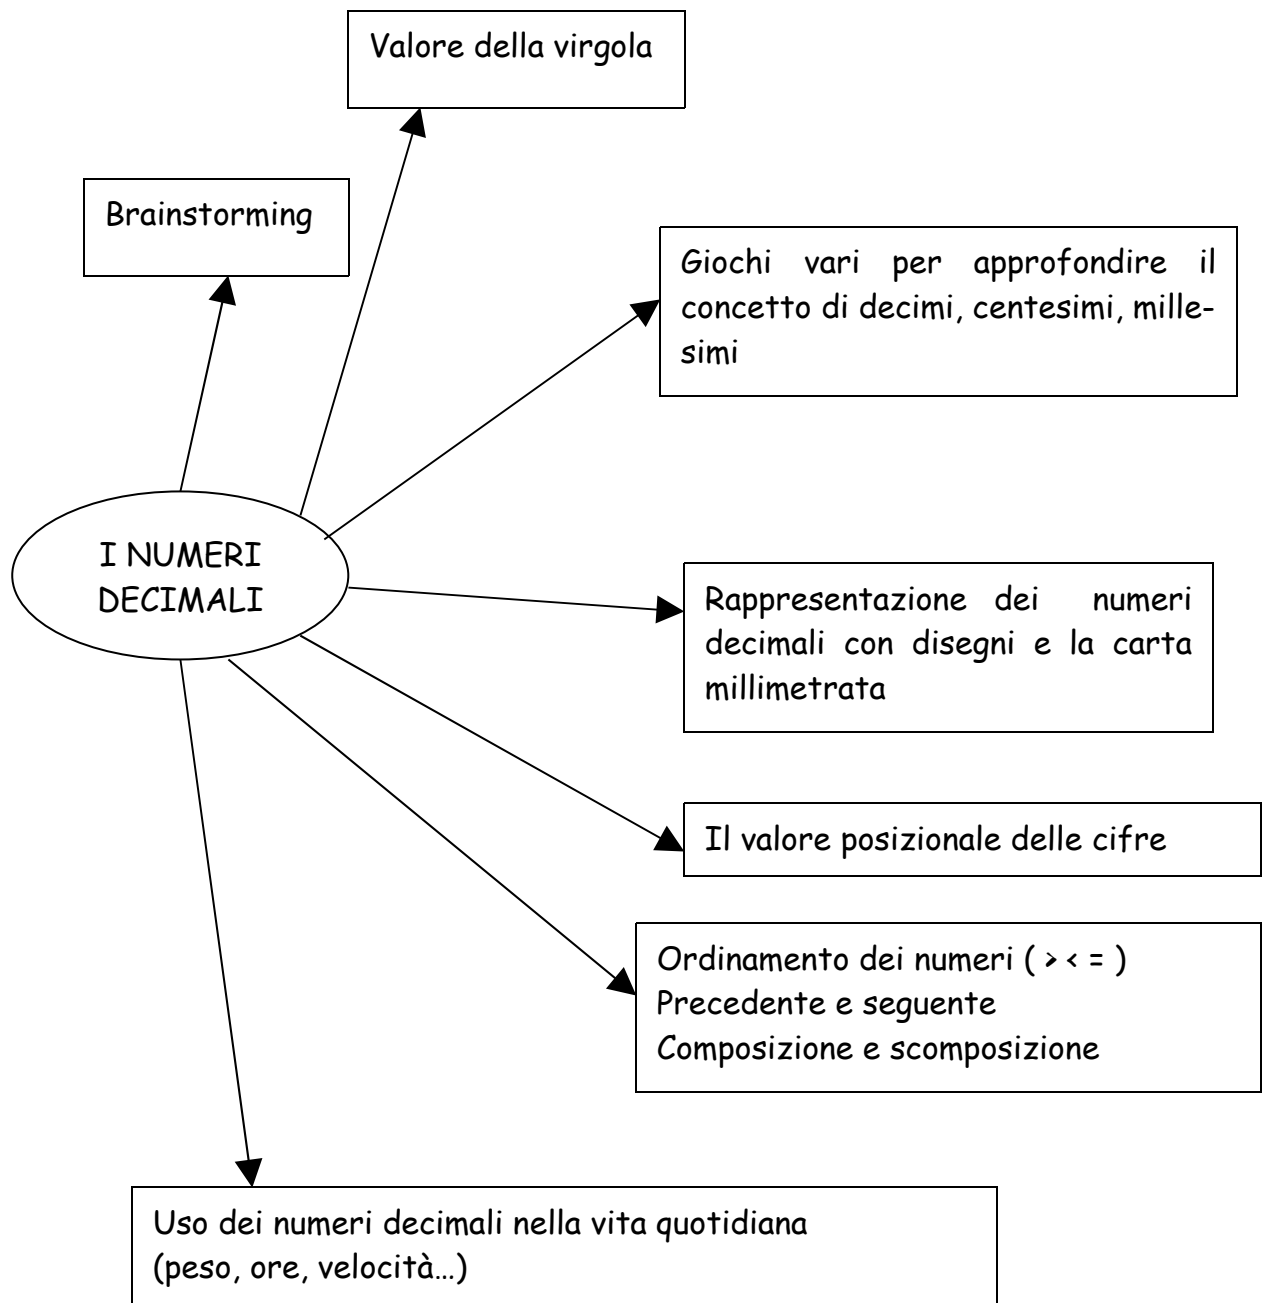 Valore della virgola
Brainstorming
Giochi vari per approfondire il
concetto di decimi, centesimi, mille-
simi
I NUMERI
DECIMALI
Rappresentazione dei numeri
decimali con disegni e la carta
millimetrata
Il valore posizionale delle cifre
Ordinamento dei numeri ( > < = )
Precedente e seguente
Composizione e scomposizione
Uso dei numeri decimali nella vita quotidiana
(peso, ore, velocità…)